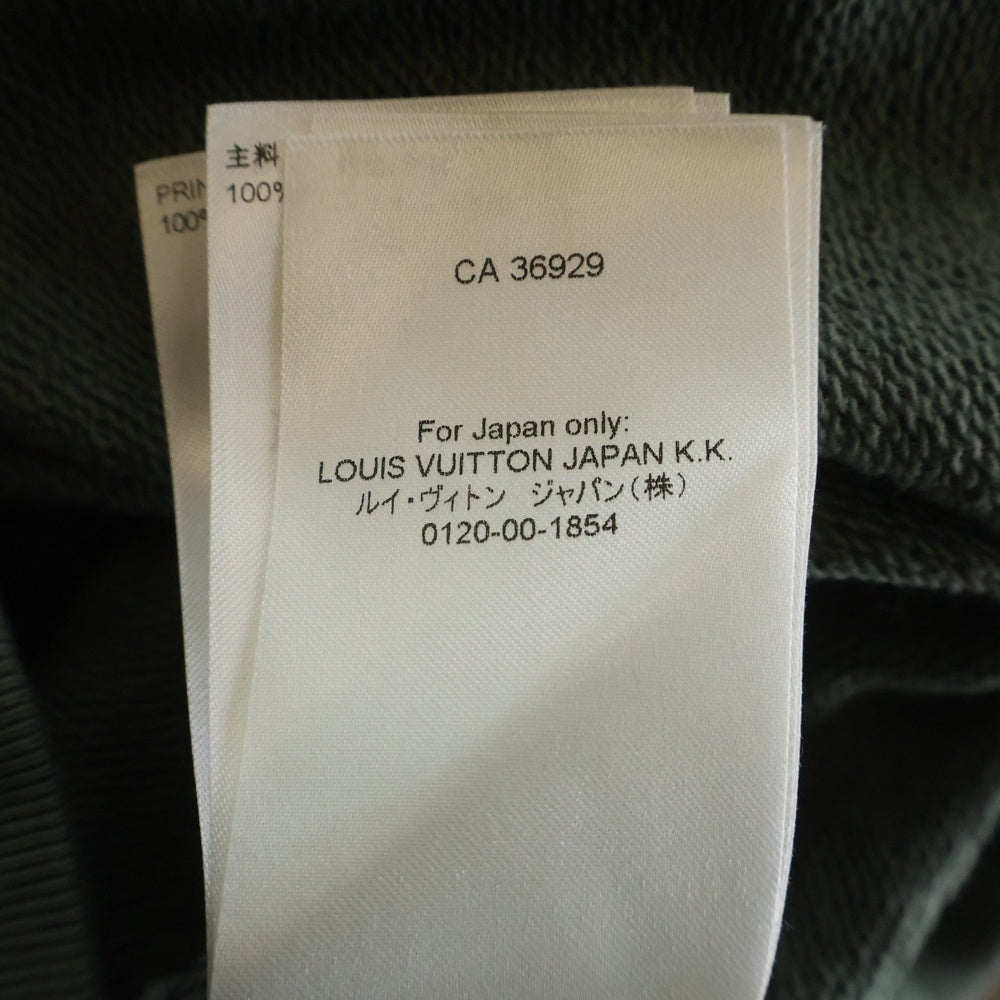 PRIN
100%
主料
100%
CA 36929
For Japan only:
LOUIS VUITTON JAPAN K.K.
ルイ・ヴィトン ジャパン(株)
0120-00-1854